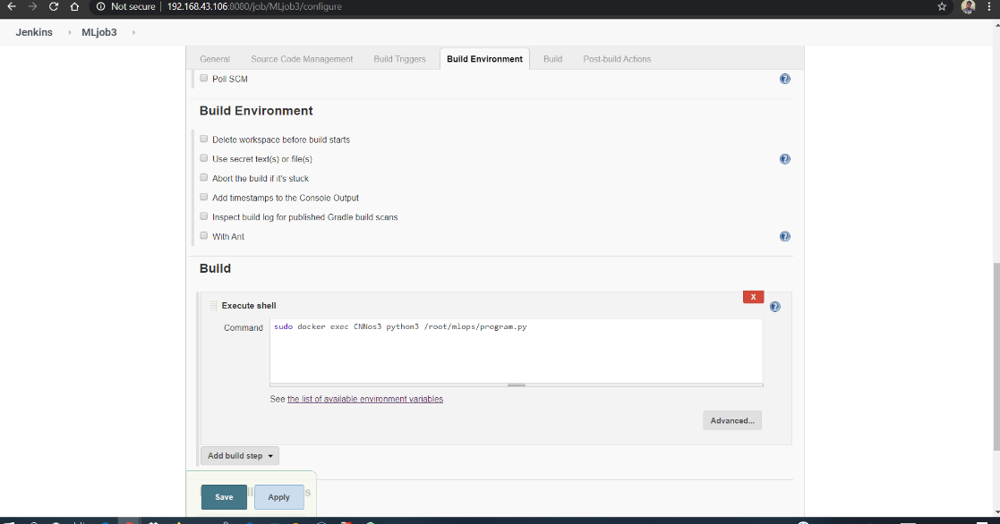 Not secure | 192.168.43.106:8080/job/MLjob3/configure
Jenkins MLjob3
General Source Code Management Build Triggers Build Environment Build Post-build Actions
Poll SCM
Build Environment
Delete workspace before build starts
Use secret text(s) or file(s)
Abort the build if it's stuck
Add timestamps to the Console Output
Inspect build log for published Gradle build scans
With Ant
Build
X
Execute shell
Command sudo docker exec CNNos3 python3 /root/mlops/program.py
See the list of available environment variables
Advanced...
Add build step
Save Apply